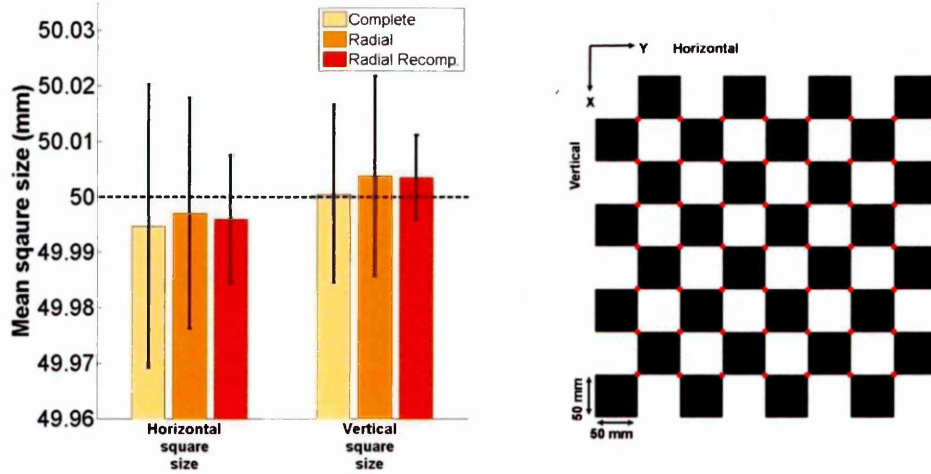 Mean sqaure size (mm)
50.03
50.02
50.01
50
49.99
49.98
49.97
49.96
Complete
Radial
Radial Recomp.
Horizontal
square
size
Vertical
square
size
Y Horizontal
X
Vertical
50 mm
50 mm